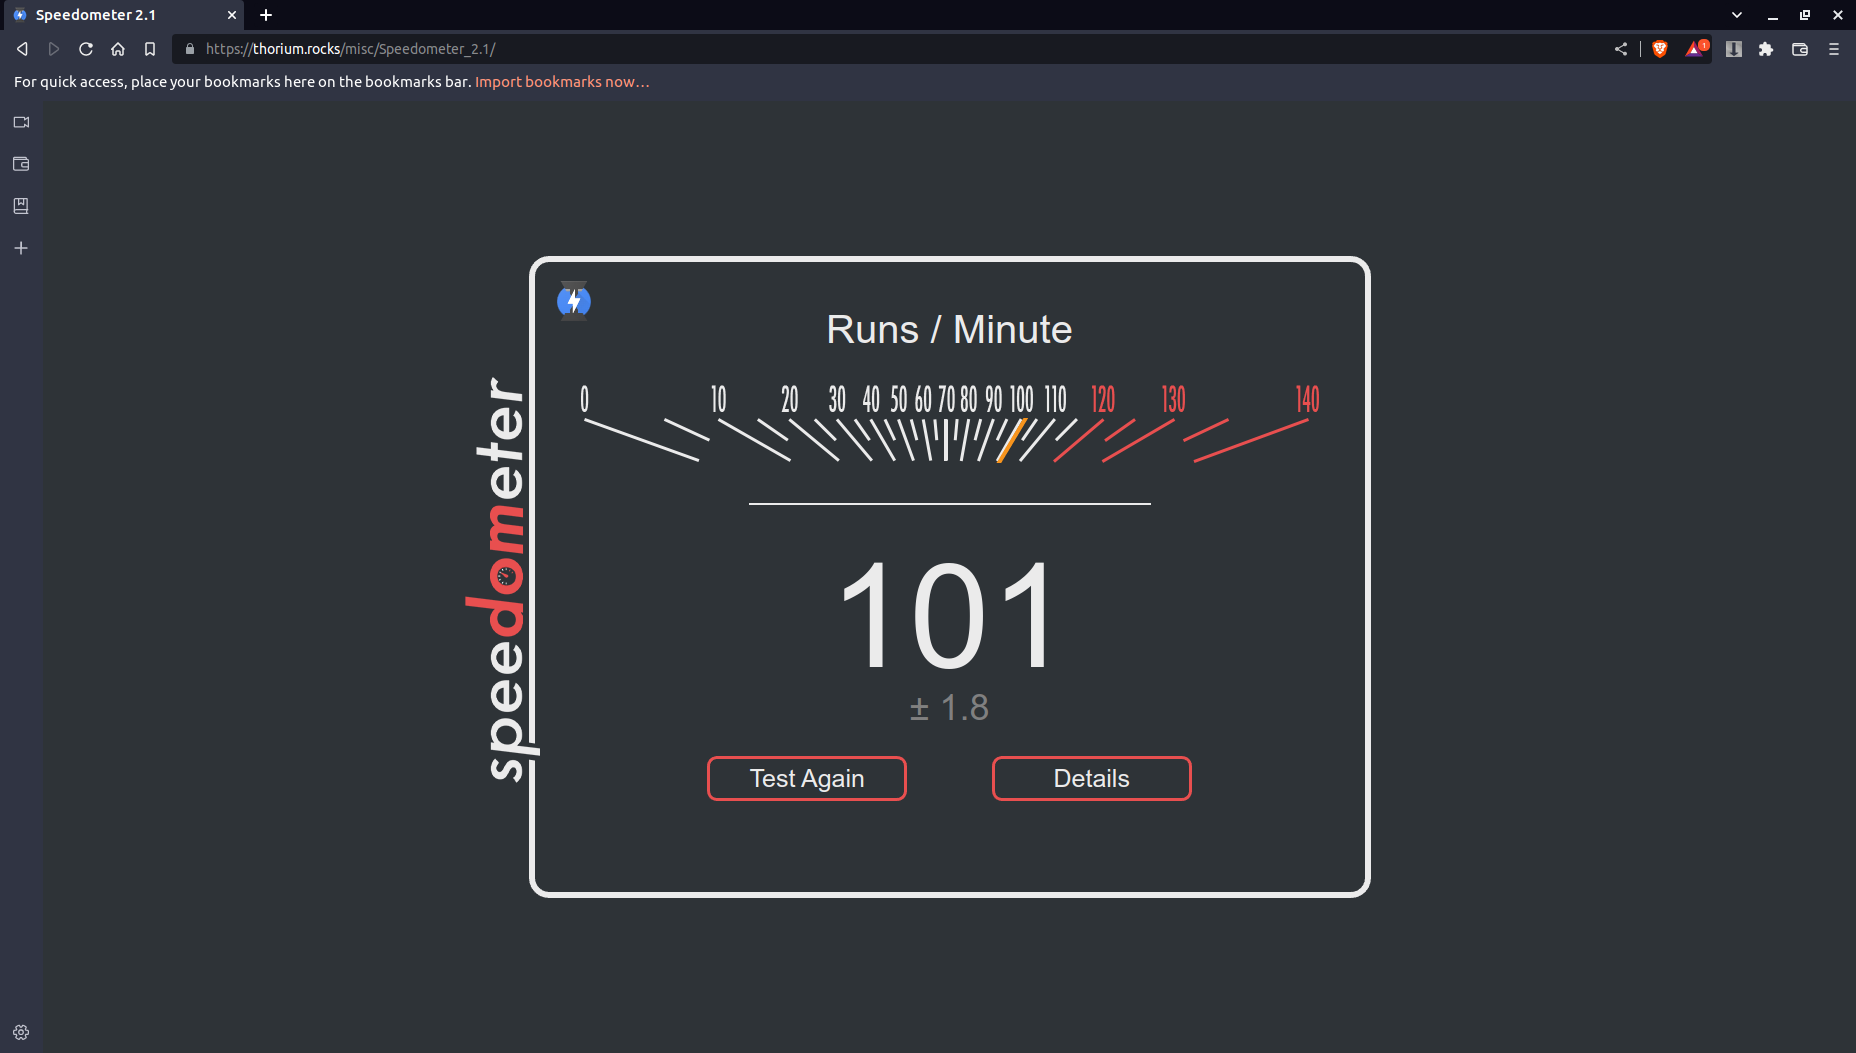 Speedometer 2.1
https://thorium.rocks/misc/Speedometer_2.1/
1
For quick access, place your bookmarks here on the bookmarks bar. Import bookmarks now...
Runs / Minute
0 10 20 30 40 50 60 70 80 90 100 110 120 130 140
speedometer
101
± 1.8
Test Again Details